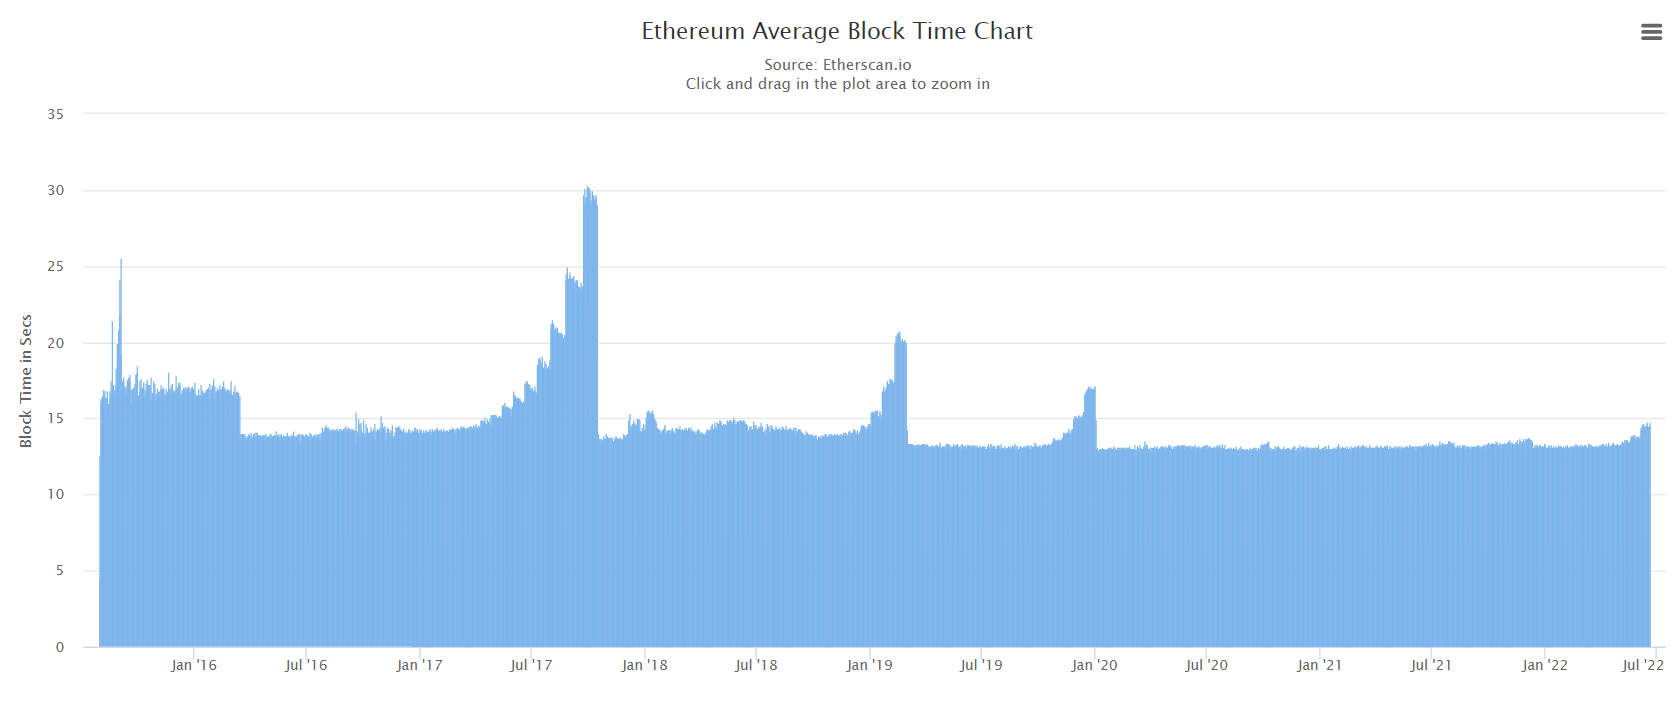 Ethereum Average Block Time Chart
Source: Etherscan.io
Click and drag in the plot area to zoom in
Block Time in Secs
35
30
25
20
15
10
5
0
Jan '16 Jul '16 Jan '17 Jul '17 Jan '18 Jul '18 Jan '19 Jul '19 Jan '20 Jul '20 Jan '21 Jul '21 Jan '22 Jul '22